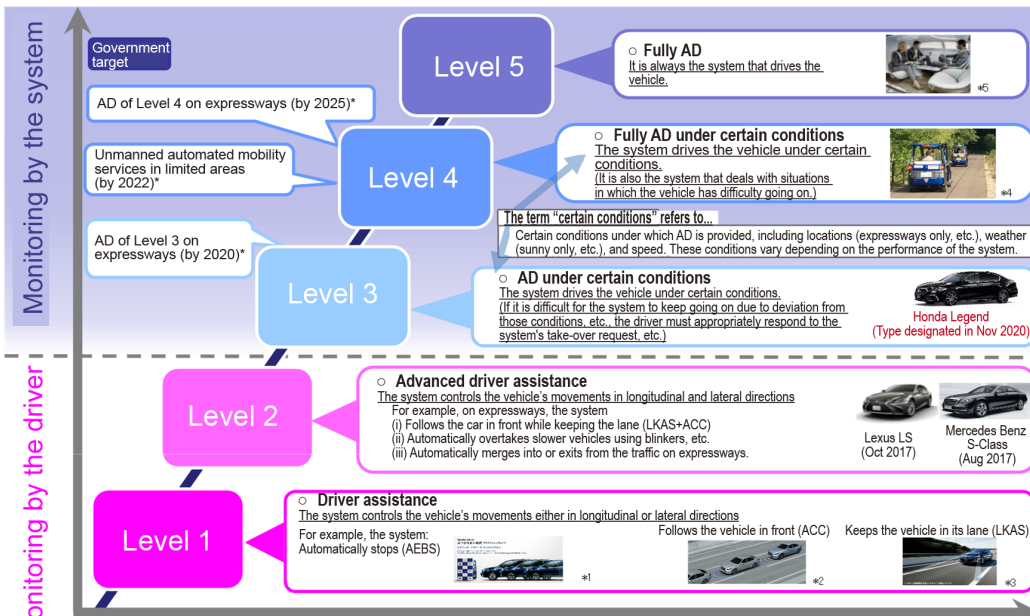 Monitoring by the system
Government
target
Level 5
○ Fully AD
It is always the system that drives the
vehicle.
*5
AD of Level 4 on expressways (by 2025)*
Unmanned automated mobility
services in limited areas
(by 2022)*
Level 4
○ Fully AD under certain conditions
The system drives the vehicle under certain
conditions.
(It is also the system that deals with situations
in which the vehicle has difficulty going on.)
*4
The term “certain conditions” refers to...
Certain conditions under which AD is provided, including locations (expressways only, etc.), weather
(sunny only, etc.), and speed. These conditions vary depending on the performance of the system.
AD of Level 3 on
expressways (by 2020)*
Level 3
○ AD under certain conditions
The system drives the vehicle under certain conditions.
(If it is difficult for the system to keep going on due to deviation from
those conditions, etc., the driver must appropriately respond to the
system's take-over request, etc.)
Honda Legend
(Type designated in Nov 2020)
onitoring by the driver
Level 2
○ Advanced driver assistance
The system controls the vehicle’s movements in longitudinal and lateral directions
For example, on expressways, the system
(i) Follows the car in front while keeping the lane (LKAS+ACC)
(ii) Automatically overtakes slower vehicles using blinkers, etc.
(iii) Automatically merges into or exits from the traffic on expressways.
Lexus LS
(Oct 2017)
Mercedes Benz
S-Class
(Aug 2017)
Level 1
○ Driver assistance
The system controls the vehicle’s movements either in longitudinal or lateral directions
For example, the system:
Automatically stops (AEBS)
*1
Follows the vehicle in front (ACC)
*2
Keeps the vehicle in its lane (LKAS)
*3